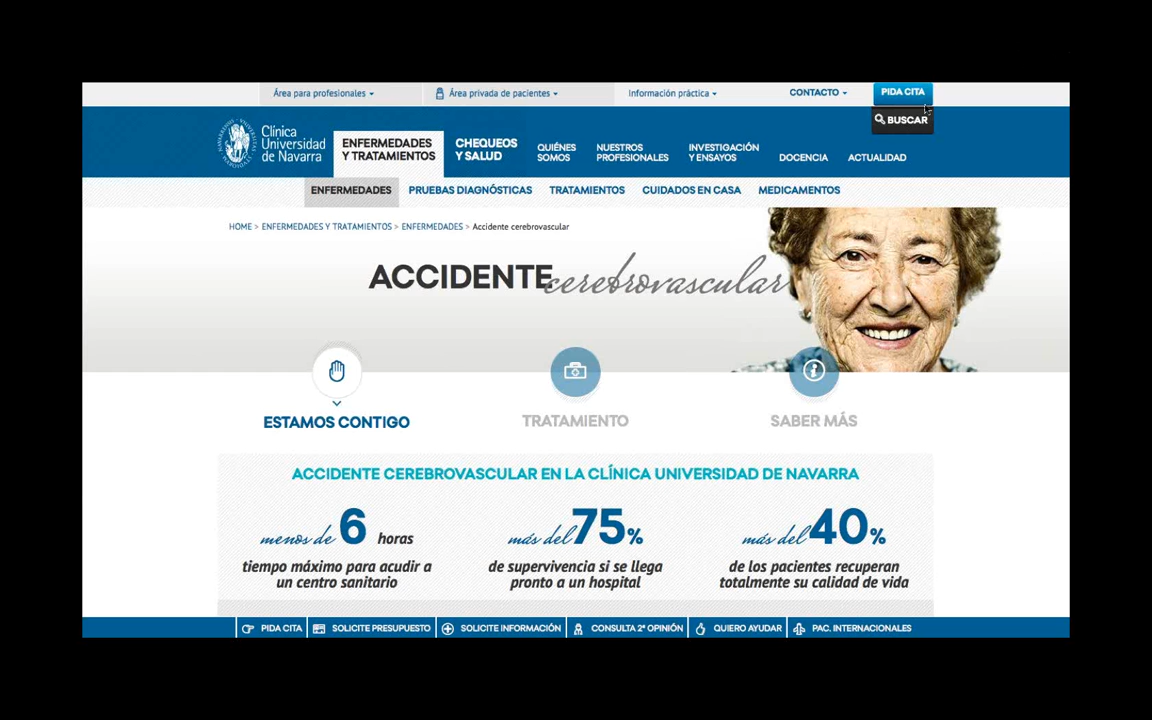 Área para profesionales
Área privada de pacientes
Información práctica
CONTACTO
PIDA CITA
BUSCAR
Clínica
Universidad
de Navarra
ENFERMEDADES
Y TRATAMIENTOS
CHEQUEOS
Y SALUD
QUIÉNES
SOMOS
NUESTROS
PROFESIONALES
INVESTIGACIÓN
Y ENSAYOS
DOCENCIA
ACTUALIDAD
ENFERMEDADES
PRUEBAS DIAGNÓSTICAS
TRATAMIENTOS
CUIDADOS EN CASA
MEDICAMENTOS
HOME > ENFERMEDADES Y TRATAMIENTOS > ENFERMEDADES > Accidente cerebrovascular
ACCIDENTE cerebrovascular
ESTAMOS CONTIGO
TRATAMIENTO
SABER MÁS
ACCIDENTE CEREBROVASCULAR EN LA CLÍNICA UNIVERSIDAD DE NAVARRA
menos de 6 horas
tiempo máximo para acudir a
un centro sanitario
más del 75%
de supervivencia si se llega
pronto a un hospital
más del 40%
de los pacientes recuperan
totalmente su calidad de vida
PIDA CITA
SOLICITE PRESUPUESTO
SOLICITE INFORMACIÓN
CONSULTA 2ª OPINIÓN
QUIERO AYUDAR
PAC. INTERNACIONALES